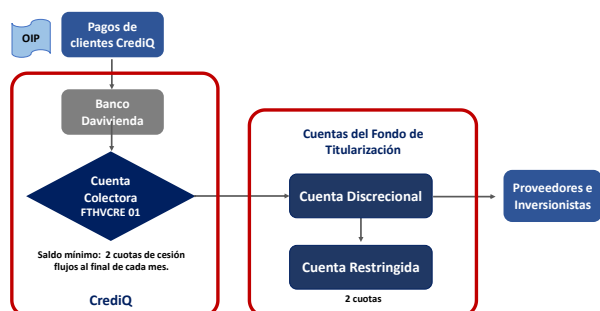 OIP
Pagos de
clientes CrediQ
Banco
Davivienda
Cuenta
Colectora
FTHVCRE 01
Saldo mínimo: 2 cuotas de cesión
flujos al final de cada mes.
CrediQ
Cuentas del Fondo de
Titularización
Cuenta Discrecional
Cuenta Restringida
2 cuotas
Proveedores e
Inversionistas